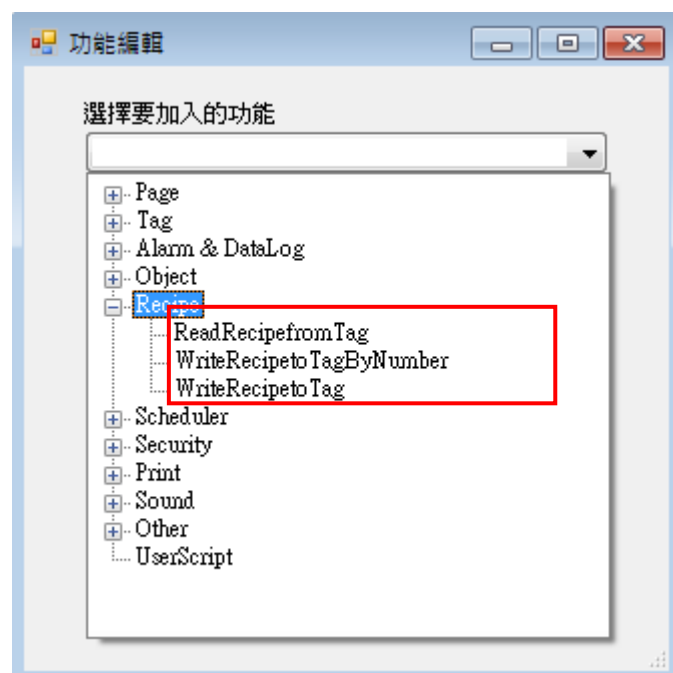 功能編輯
選擇要加入的功能
Page
Tag
Alarm & DataLog
Object
Recipe
ReadRecipefromTag
WriteRecipetoTagByNumber
WriteRecipetoTag
Scheduler
Security
Print
Sound
Other
UserScript